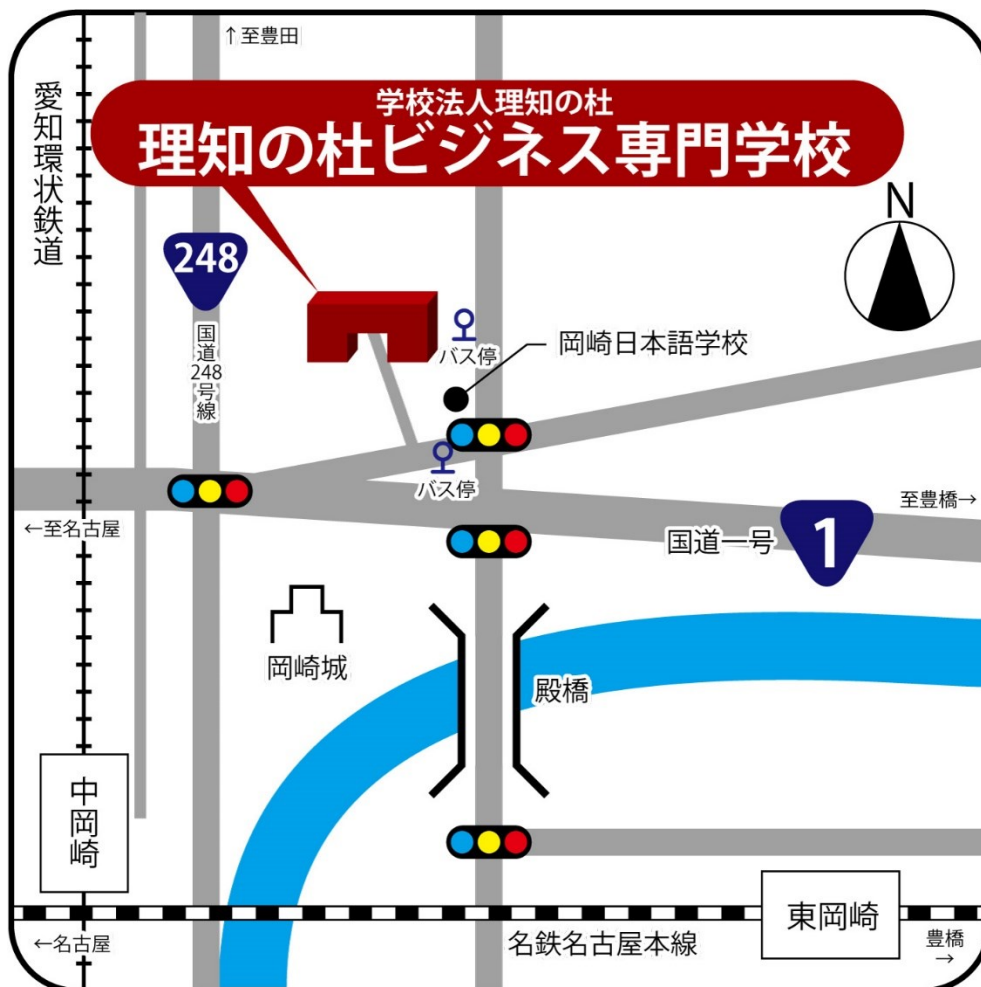 ↑至豊田
愛知環状鉄道
学校法人理知の杜
理知の杜ビジネス専門学校
N
248
国道248号線
バス停
岡崎日本語学校
バス停
←至名古屋
至豊橋→
国道一号
1
岡崎城
殿橋
中岡崎
東岡崎
←名古屋
名鉄名古屋本線
豊橋
→